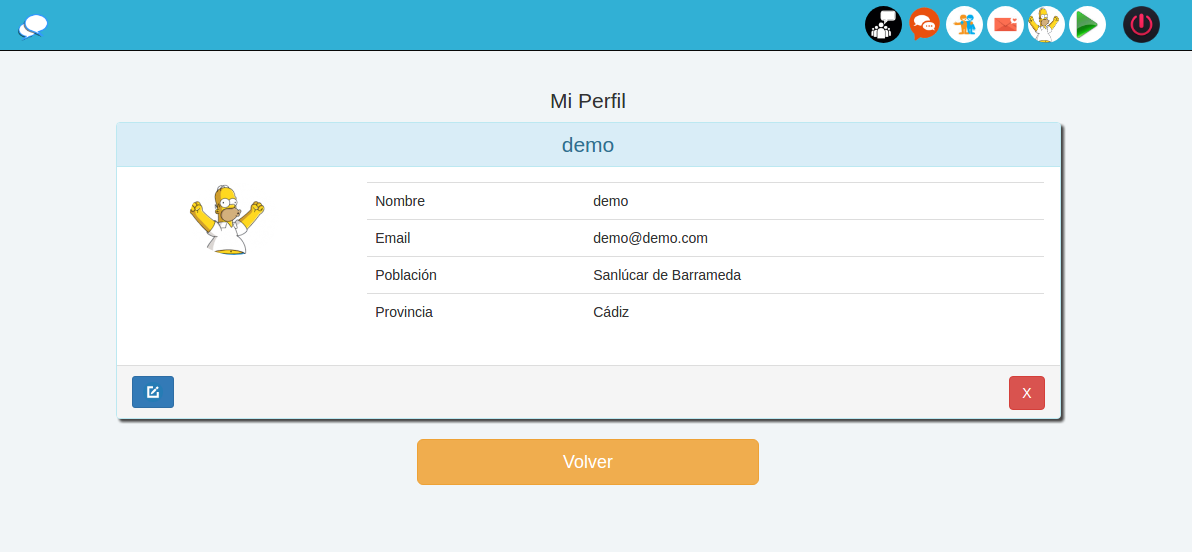 Mi Perfil
demo
Nombre demo
Email demo@demo.com
Población Sanlúcar de Barrameda
Provincia Cádiz
X
Volver